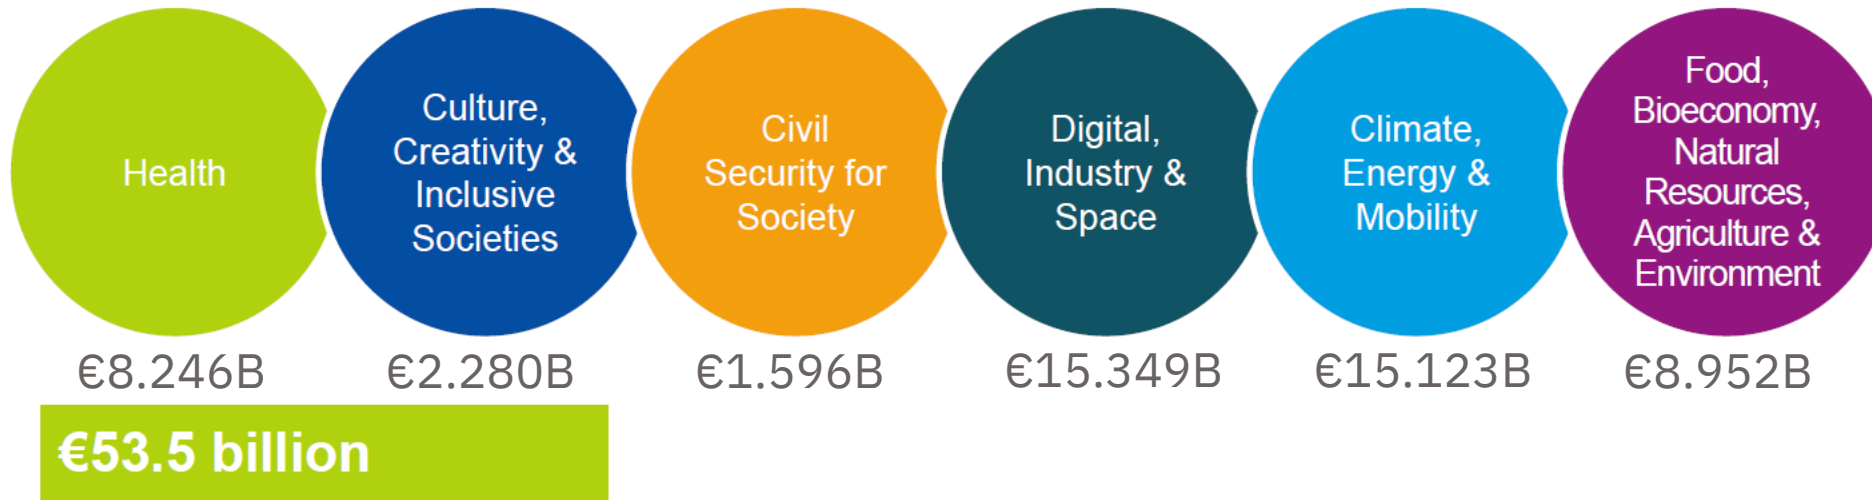 Health
Culture,
Creativity &
Inclusive
Societies
Civil
Security for
Society
Digital,
Industry &
Space
Climate,
Energy &
Mobility
Food,
Bioeconomy,
Natural
Resources,
Agriculture &
Environment
€8.246B
€2.280B
€1.596B
€15.349B
€15.123B
€8.952B
€53.5 billion